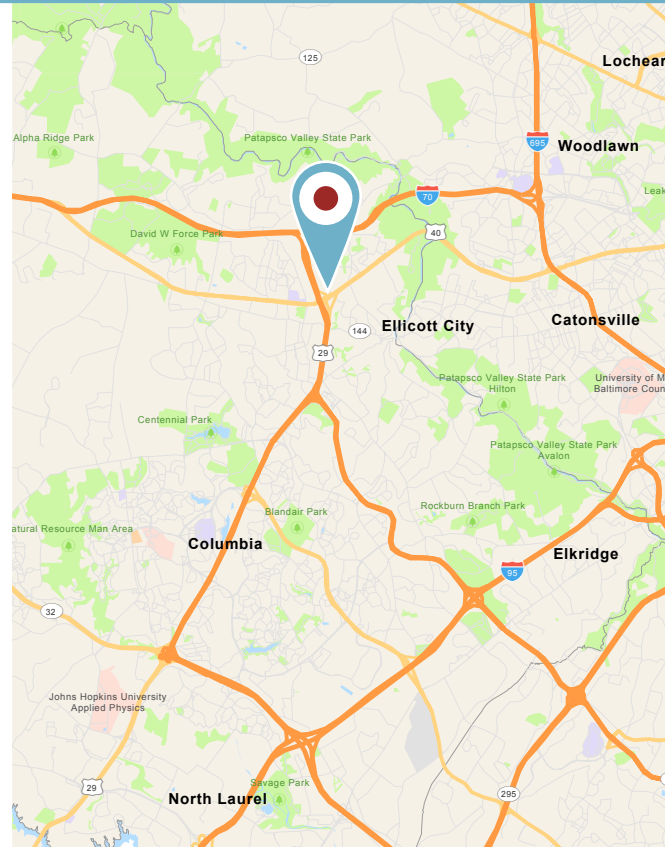 125
Lochear
695
Woodlawn
Alpha Ridge Park
Patapsco Valley State Park
Leak
70
David W Force Park
40
Ellicott City
Catonsville
144
29
Patapsco Valley State Park
Hilton
University of M
Baltimore Coun
Centennial Park
Patapsco Valley State Park
Avalon
Blandair Park
Rockburn Branch Park
atural Resource Man Area
Columbia
Elkridge
95
32
Johns Hopkins University
Applied Physics
29
Savage Park
North Laurel
295